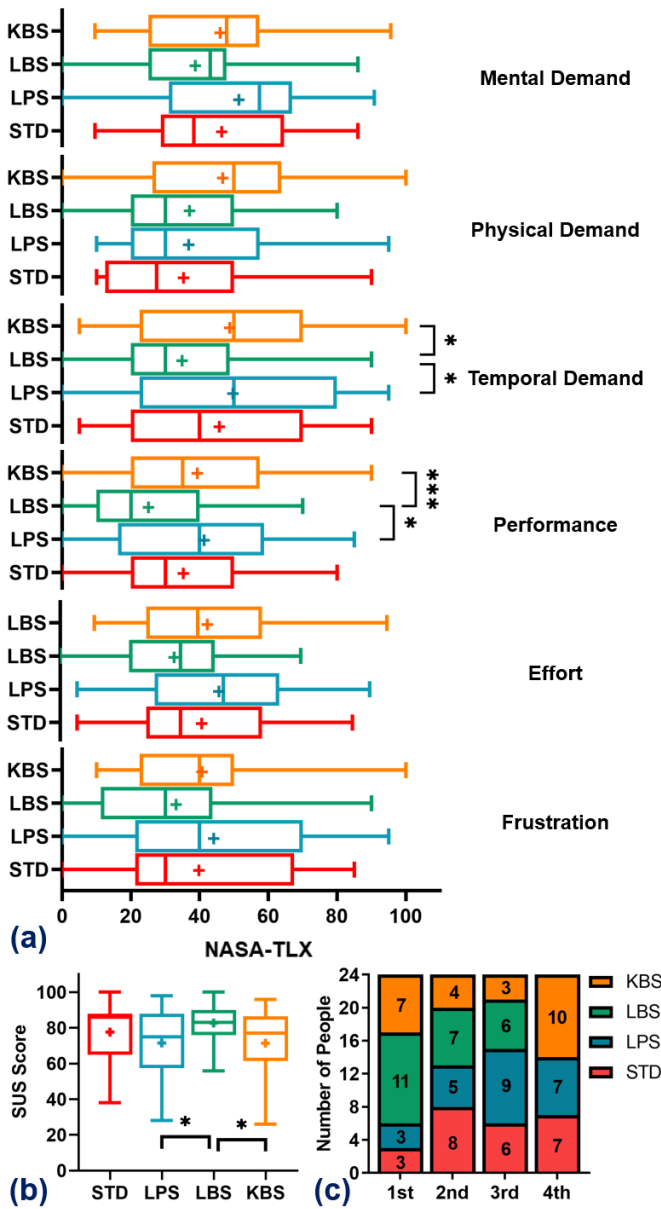 KBS
LBS
LPS
STD
Mental Demand
KBS
LBS
LPS
STD
Physical Demand
KBS
LBS
LPS
STD
Temporal Demand
*
*
KBS
LBS
LPS
STD
Performance
***
*
LBS
LBS
LPS
STD
Effort
KBS
LBS
LPS
STD
Frustration
0 20 40 60 80 100
NASA-TLX
(a)
SUS Score
100
80
60
40
20
0
* *
STD LPS LBS KBS
(b)
Number of People
24
20
16
12
8
4
0
7 4 3 10
11 7 6 7
3 5 9 7
3 8 6
1st 2nd 3rd 4th
KBS
LBS
LPS
STD
(c)